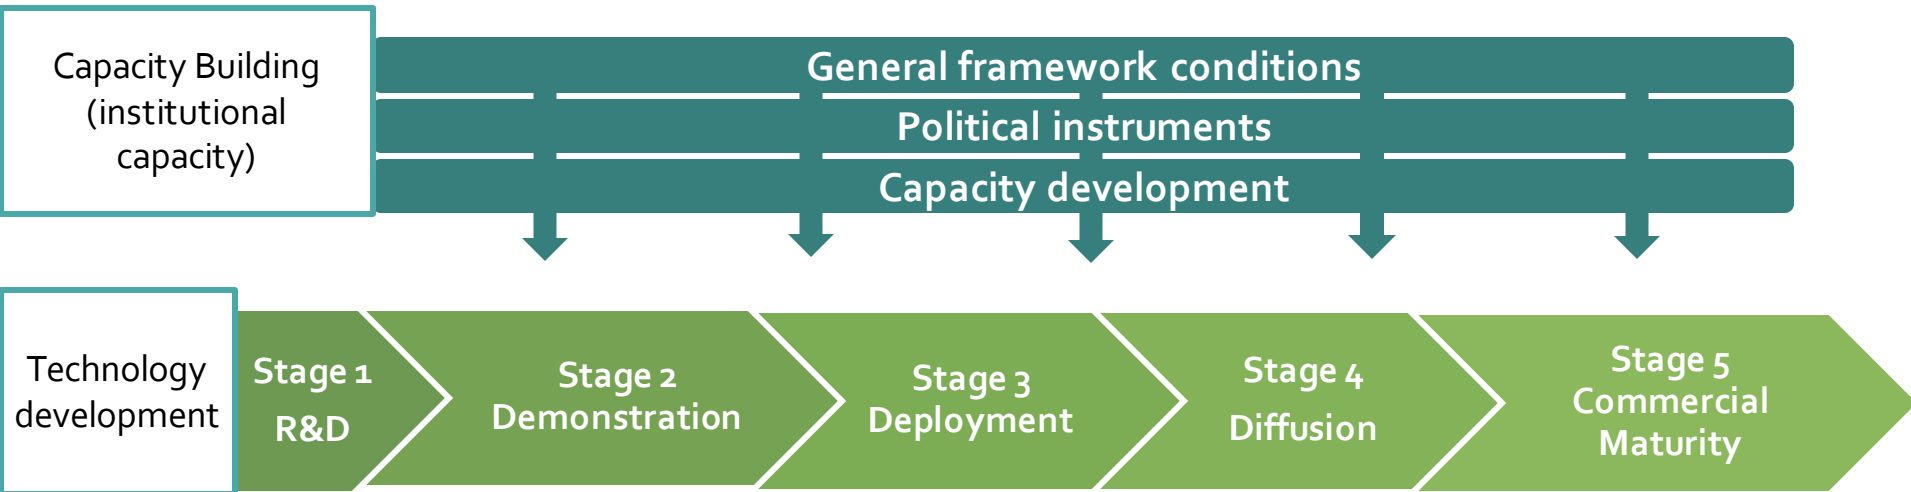 Capacity Building
(institutional
capacity)
General framework conditions
Political instruments
Capacity development
Technology
development
Stage 1
R&D
Stage 2
Demonstration
Stage 3
Deployment
Stage 4
Diffusion
Stage 5
Commercial
Maturity